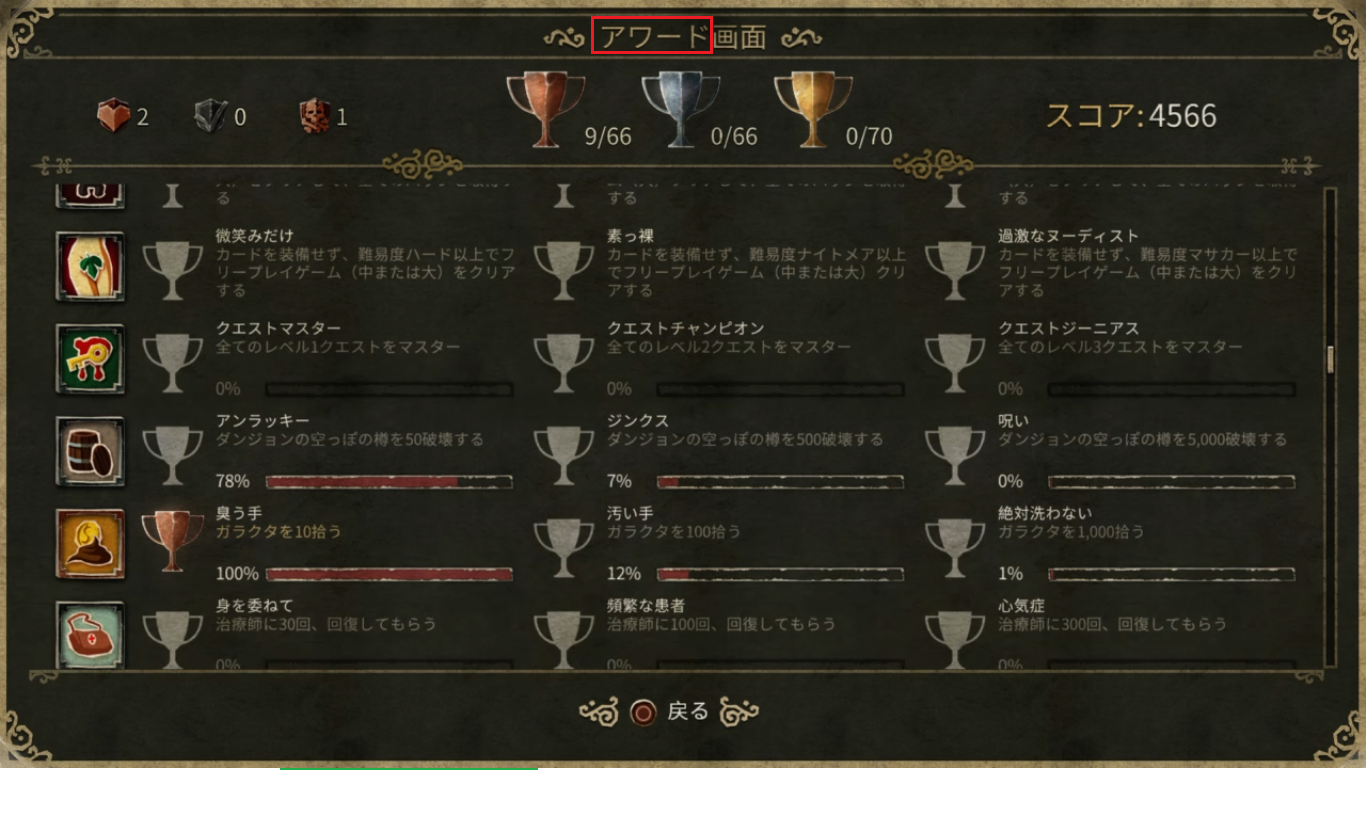 アワード画面
2 0 1 9/66 0/66 0/70 スコア:4566
る する する
微笑みだけ 素っ裸 過激なヌーディスト
カードを装備せず、難易度ハード以上でフ カードを装備せず、難易度ナイトメア以上 カードを装備せず、難易度マサカー以上で
リープレイゲーム（中または大）をクリア でフリープレイゲーム（中または大）クリ フリープレイゲーム（中または大）をクリ
する アする アする
クエストマスター クエストチャンピオン クエストジーニアス
全てのレベル1クエストをマスター 全てのレベル2クエストをマスター 全てのレベル3クエストをマスター
0% 0% 0%
アンラッキー ジンクス 呪い
ダンジョンの空っぽの樽を50破壊する ダンジョンの空っぽの樽を500破壊する ダンジョンの空っぽの樽を5,000破壊する
78% 7% 0%
臭う手 汚い手 絶対洗わない
ガラクタを10拾う ガラクタを100拾う ガラクタを1,000拾う
100% 12% 1%
身を委ねて 頻繁な患者 心気症
治療師に30回、回復してもらう 治療師に100回、回復してもらう 治療師に300回、回復してもらう
0% 0% 0%
戻る